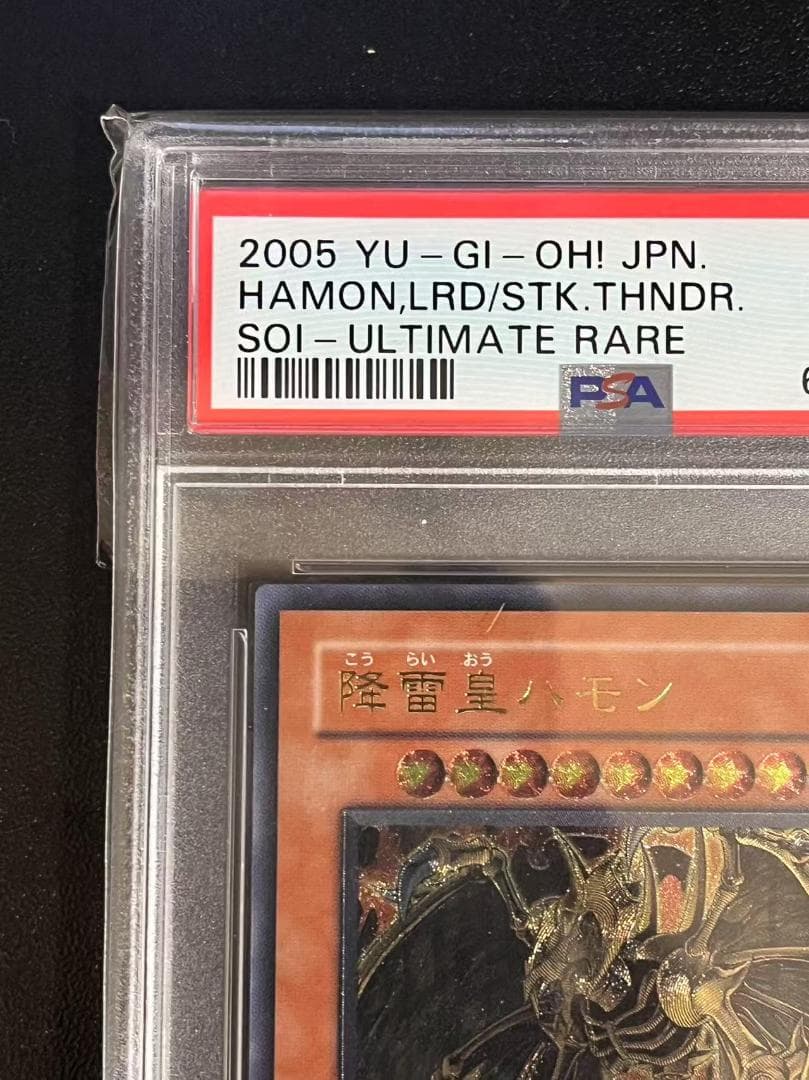 2005 YU-GI-OH! JPN.
HAMON,LRD/STK.THNDR.
SOI-ULTIMATE RARE
PSA
こう らい おう
降雷皇ハモン